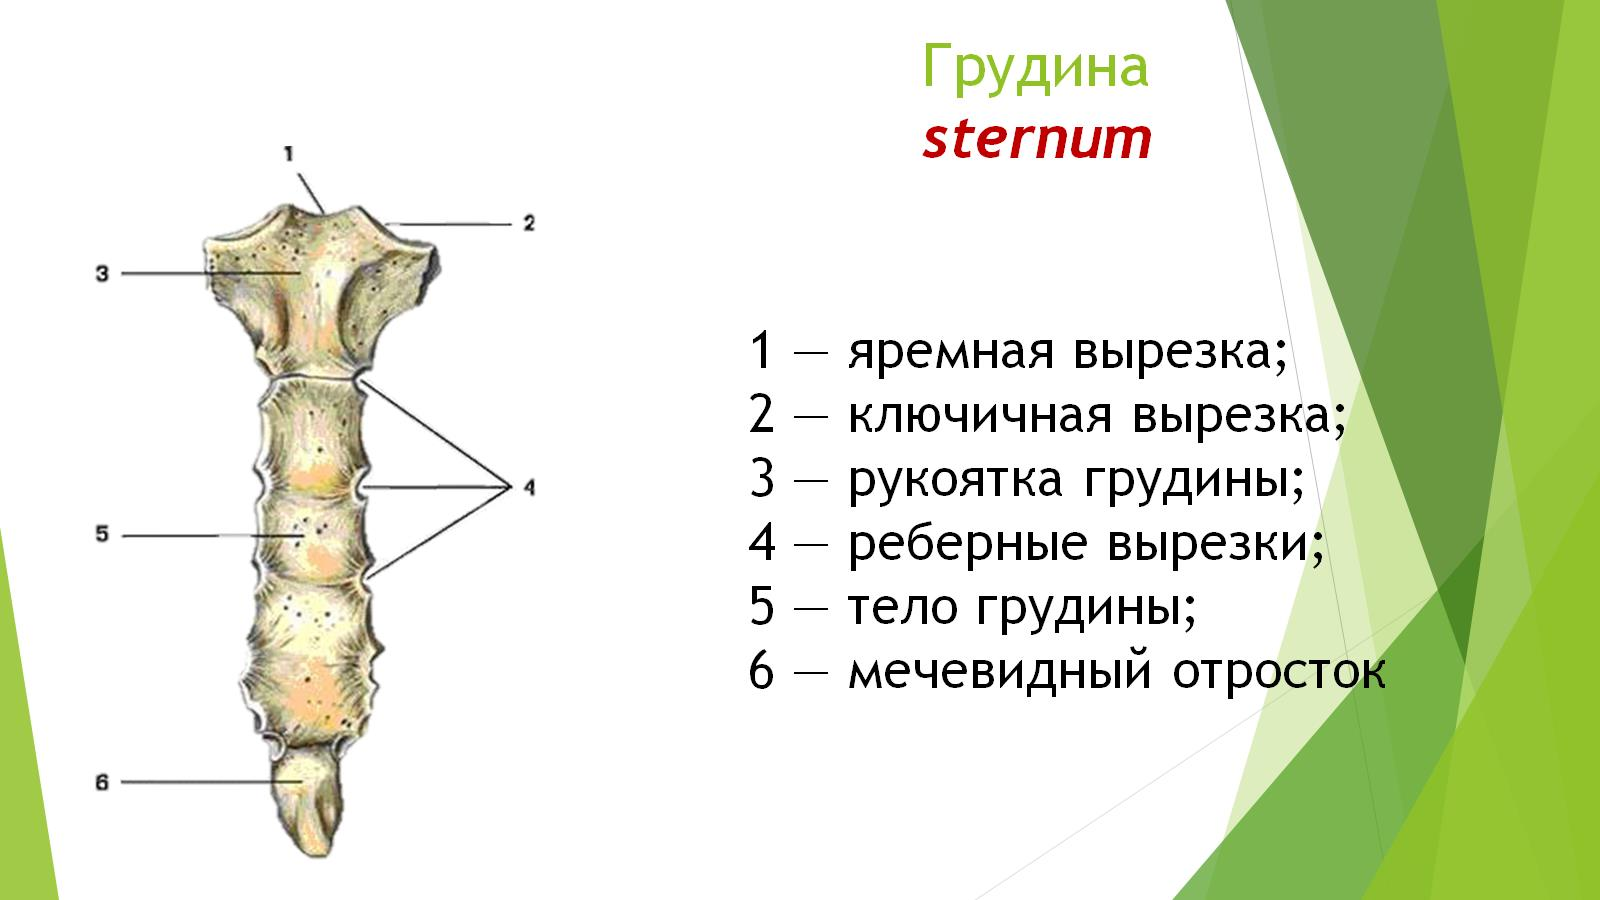 Грудина
sternum
1
2
3
4
5
6
1 — яремная вырезка;
2 — ключичная вырезка;
3 — рукоятка грудины;
4 — реберные вырезки;
5 — тело грудины;
6 — мечевидный отросток